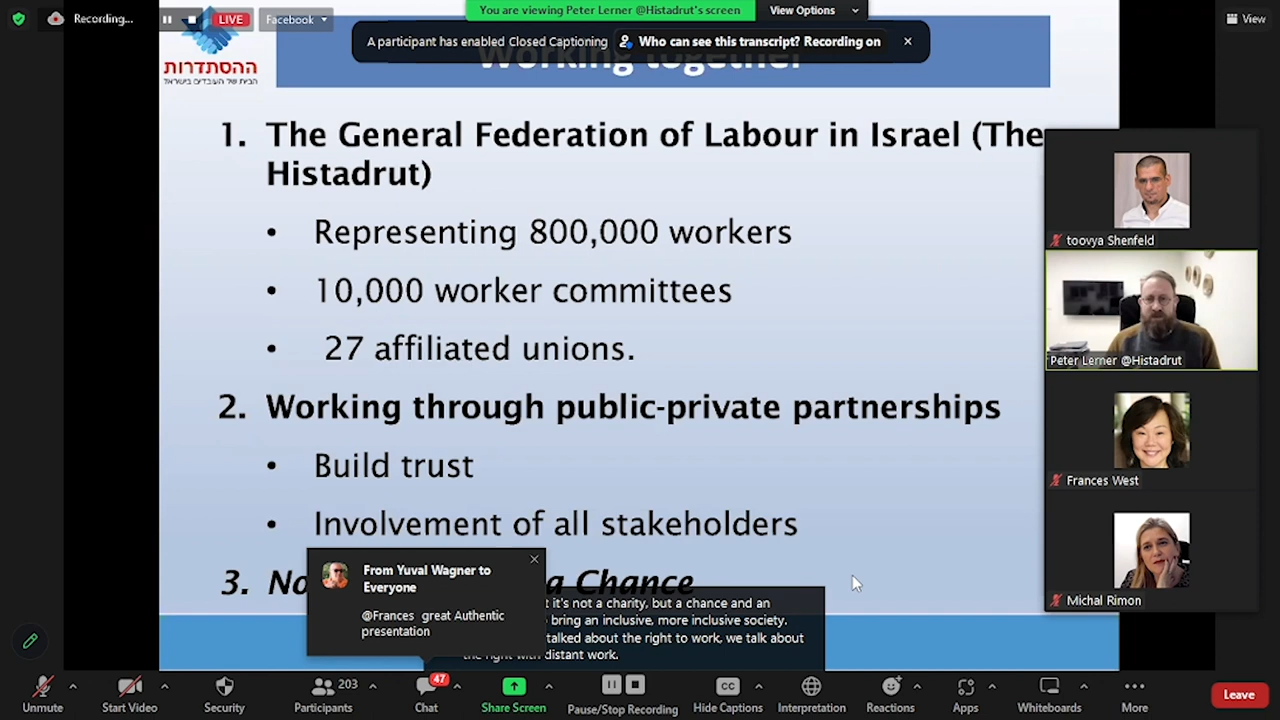 Recording...
LIVE
Facebook
You are viewing Peter Lerner @Histadrut's screen
View Options
View
A participant has enabled Closed Captioning
Who can see this transcript? Recording on
ההסתדרות
הבית של העובדים בישראל
Working together
1. The General Federation of Labour in Israel (The
Histadrut)
• Representing 800,000 workers
• 10,000 worker committees
• 27 affiliated unions.
2. Working through public-private partnerships
• Build trust
• Involvement of all stakeholders
3. a Chance
toovya Shenfeld
Peter Lerner @Histadrut
Frances West
Michal Rimon
From Yuval Wagner to
Everyone
@Frances great Authentic
presentation
it's not a charity, but a chance and an
bring an inclusive, more inclusive society.
talked about the right to work, we talk about
the right with distant work.
Unmute
Start Video
Security
203
Participants
47
Chat
Share Screen
Pause/Stop Recording
CC
Hide Captions
Interpretation
Reactions
Apps
Whiteboards
More
Leave